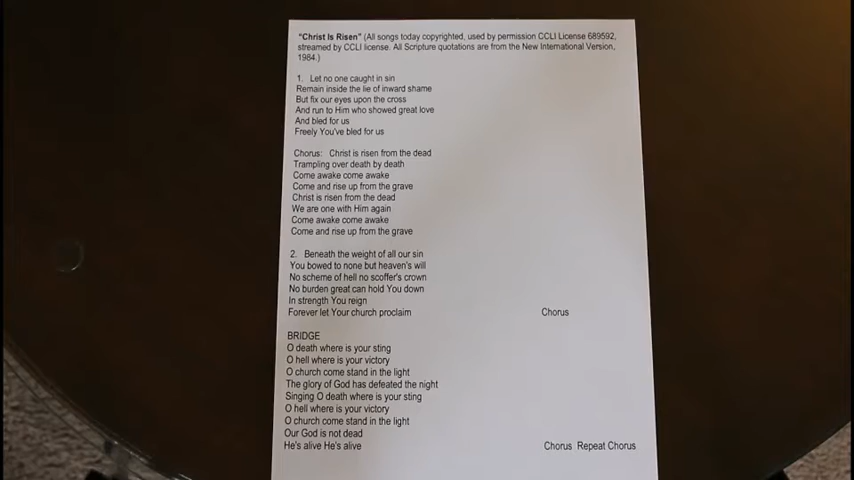 "Christ Is Risen" (All songs today copyrighted, used by permission CCLI License 689592,
streamed by CCLI license. All Scripture quotations are from the New International Version,
1984.)
1. Let no one caught in sin
Remain inside the lie of inward shame
But fix our eyes upon the cross
And run to Him who showed great love
And bled for us
Freely You've bled for us
Chorus: Christ is risen from the dead
Trampling over death by death
Come awake come awake
Come and rise up from the grave
Christ is risen from the dead
We are one with Him again
Come awake come awake
Come and rise up from the grave
2. Beneath the weight of all our sin
You bowed to none but heaven's will
No scheme of hell no scoffer's crown
No burden great can hold You down
In strength You reign
Forever let Your church proclaim Chorus
BRIDGE
O death where is your sting
O hell where is your victory
O church come stand in the light
The glory of God has defeated the night
Singing O death where is your sting
O hell where is your victory
O church come stand in the light
Our God is not dead
He's alive He's alive Chorus Repeat Chorus